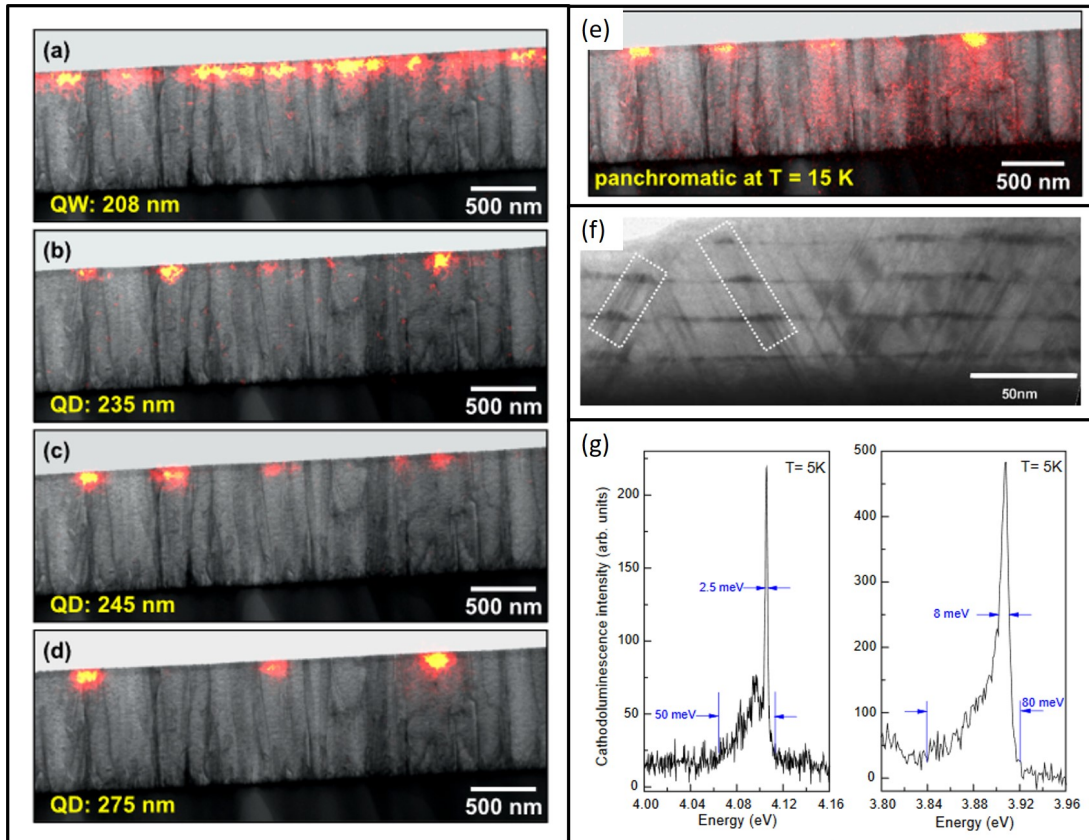 (a)
QW: 208 nm
500 nm
(b)
QD: 235 nm
500 nm
(c)
QD: 245 nm
500 nm
(d)
QD: 275 nm
500 nm
(e)
panchromatic at T = 15 K
500 nm
(f)
50nm
(g)
Cathodoluminescence intensity (arb. units)
T= 5K
200
150
100
50
0
2.5 meV
50 meV
4.00 4.04 4.08 4.12 4.16
Energy (eV)
T= 5K
500
400
300
200
100
0
8 meV
80 meV
3.80 3.84 3.88 3.92 3.96
Energy (eV)